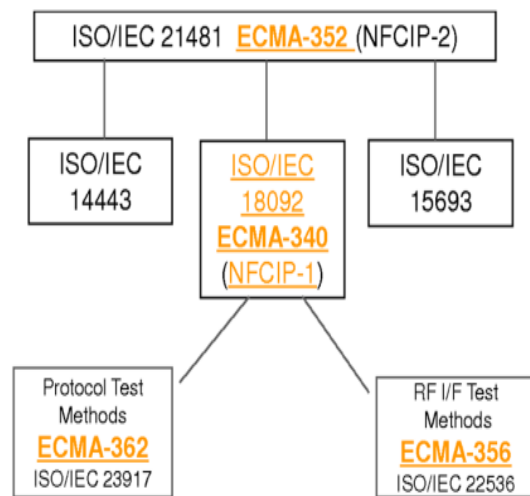 ISO/IEC 21481 ECMA-352 (NFCIP-2)
ISO/IEC
14443
ISO/IEC
18092
ECMA-340
(NFCIP-1)
ISO/IEC
15693
Protocol Test
Methods
ECMA-362
ISO/IEC 23917
RF I/F Test
Methods
ECMA-356
ISO/IEC 22536